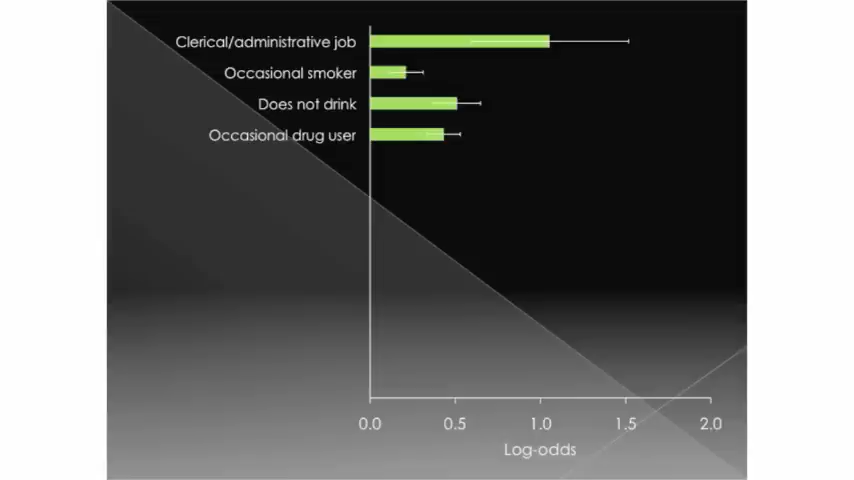 Clerical/administrative job
Occasional smoker
Does not drink
Occasional drug user
0.0 0.5 1.0 1.5 2.0
Log-odds